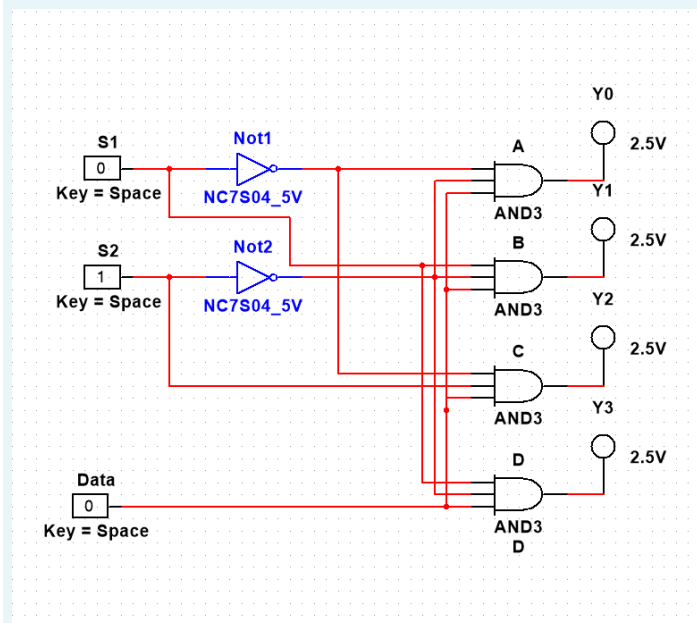 Y0
S1
Not1
A
2.5V
0
Key = Space
NC7S04_5V
Y1
AND3
S2
Not2
B
2.5V
1
Key = Space
NC7S04_5V
Y2
AND3
C
2.5V
Y3
AND3
Data
D
2.5V
0
Key = Space
AND3
D